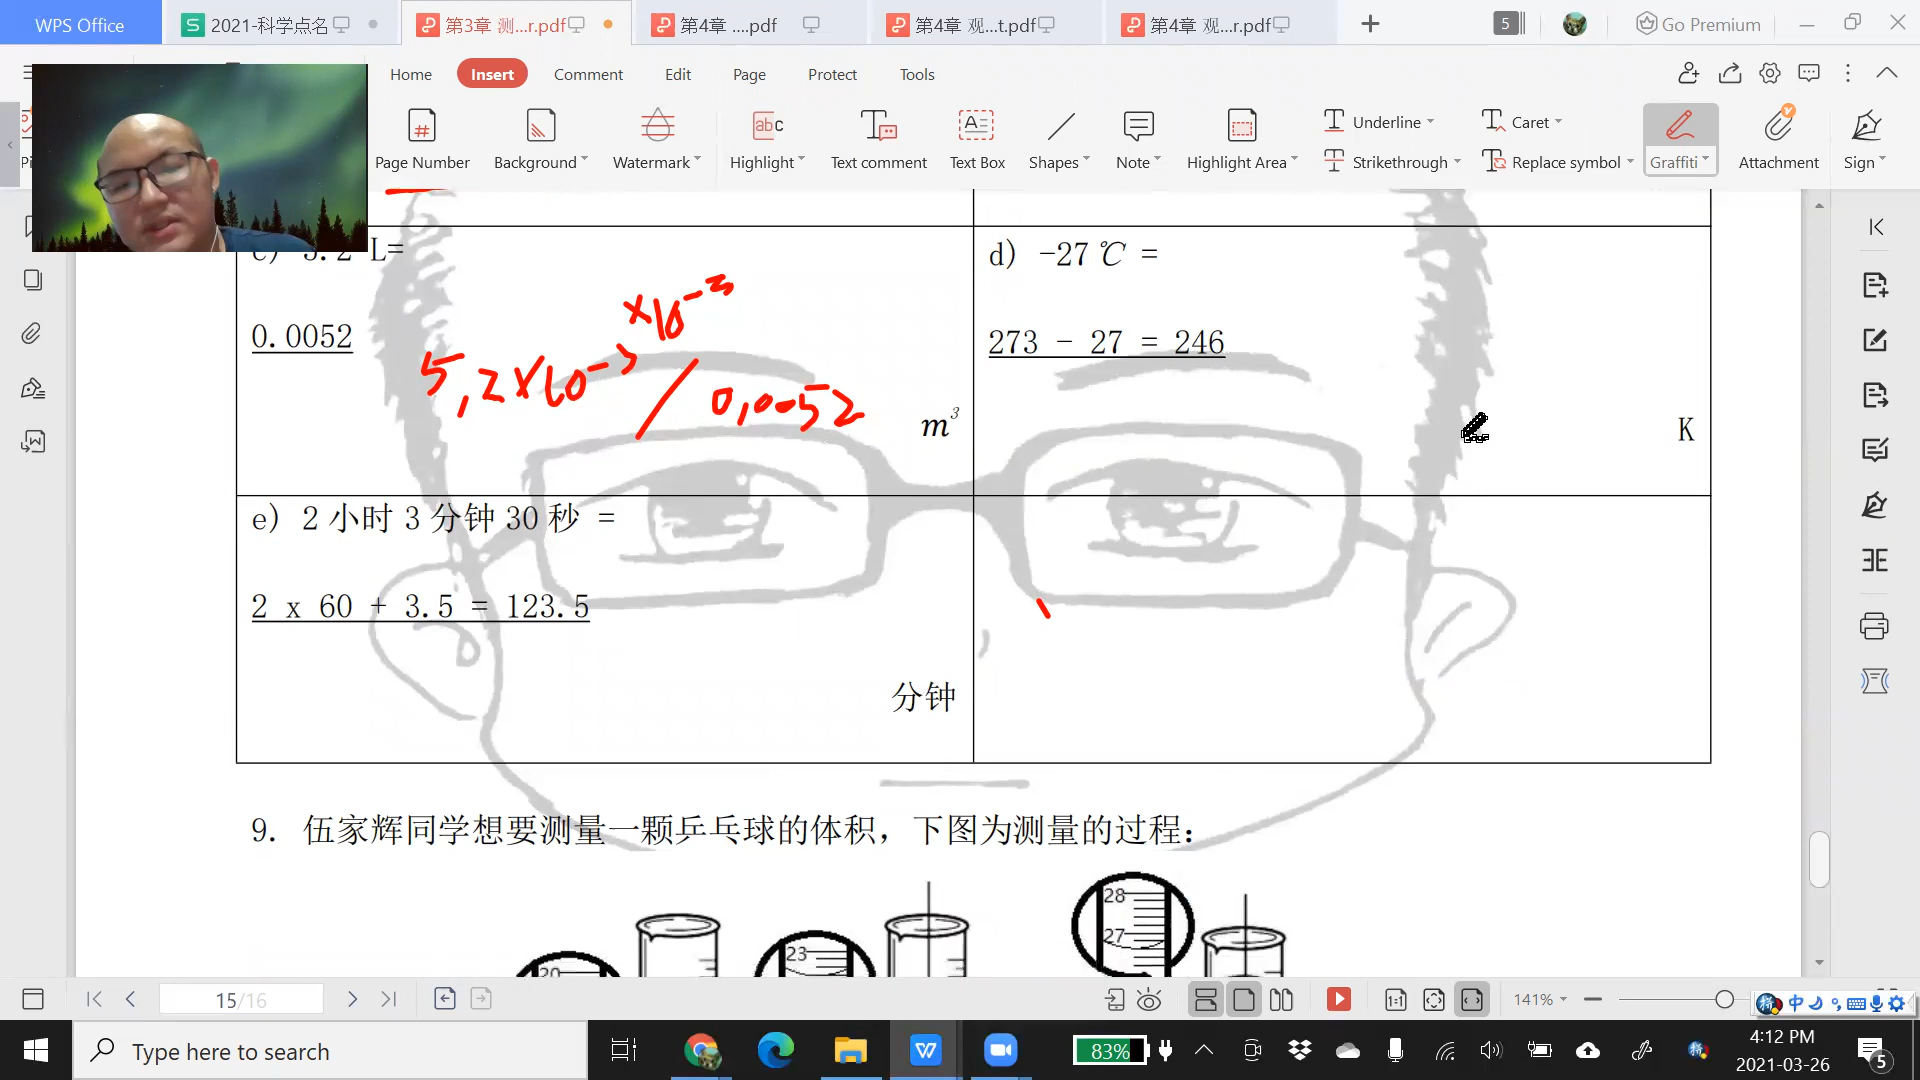 WPS Office
2021-科学点名
第3章 测...r.pdf
第4章 ....pdf
第4章 观...t.pdf
第4章 观...r.pdf
5
Go Premium
Home Insert Comment Edit Page Protect Tools
Page Number
Background
Watermark
Highlight
Text comment
Text Box
Shapes
Note
Highlight Area
Underline
Strikethrough
Caret
Replace symbol
Graffiti
Attachment
Sign
L=
0.0052
×10⁻³
5,2×10⁻³ / 0,0052
m³
d) -27℃ =
273 - 27 = 246
K
e) 2 小时 3 分钟 30 秒 =
2 x 60 + 3.5 = 123.5
分钟
9. 伍家辉同学想要测量一颗乒乓球的体积，下图为测量的过程：
20
23
28
27
15/16
141%
中
Type here to search
83%
4:12 PM
2021-03-26
5